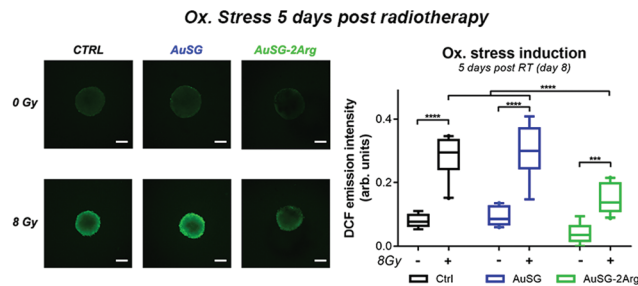 Ox. Stress 5 days post radiotherapy
CTRL AuSG AuSG-2Arg
0 Gy
8 Gy
Ox. stress induction
5 days post RT (day 8)
DCF emission intensity
(arb. units)
0.4
0.2
0.0
**** **** **** ***
8Gy - + - + - +
Ctrl AuSG AuSG-2Arg